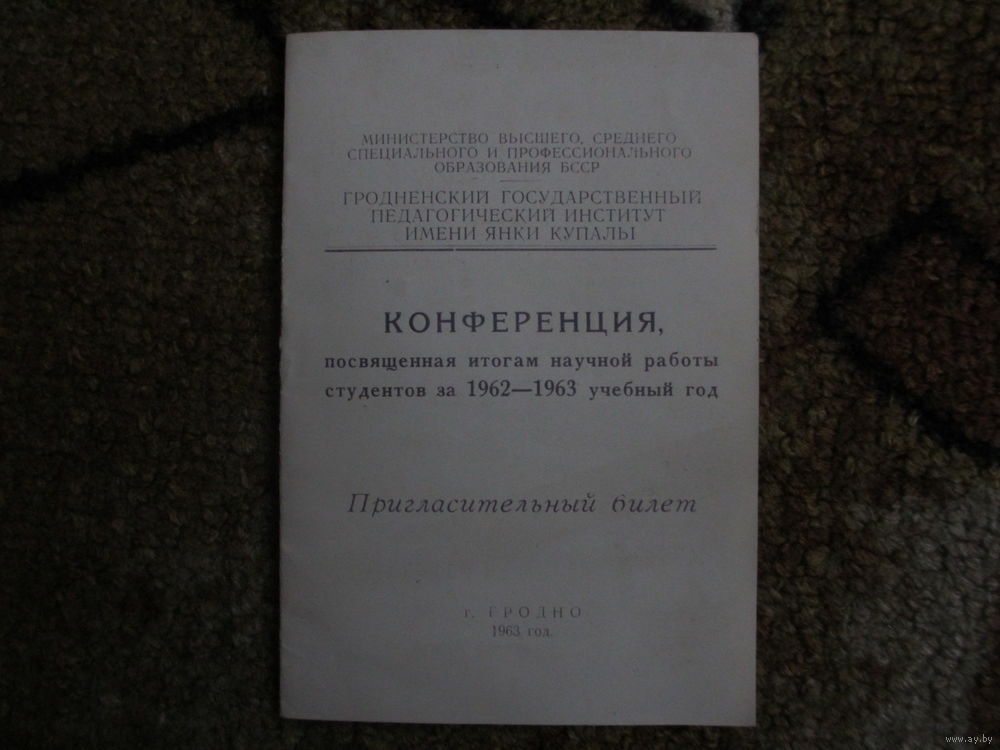 МИНИСТЕРСТВО ВЫСШЕГО, СРЕДНЕГО
СПЕЦИАЛЬНОГО И ПРОФЕССИОНАЛЬНОГО
ОБРАЗОВАНИЯ БССР
ГРОДНЕНСКИЙ ГОСУДАРСТВЕННЫЙ
ПЕДАГОГИЧЕСКИЙ ИНСТИТУТ
ИМЕНИ ЯНКИ КУПАЛЫ
КОНФЕРЕНЦИЯ,
посвященная итогам научной работы
студентов за 1962—1963 учебный год
Пригласительный билет
г. ГРОДНО
1963 год.
www.ay.by